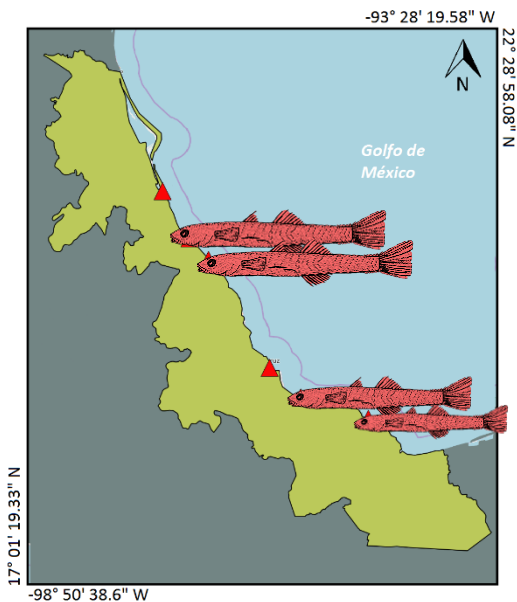 -93° 28' 19.58" W
22° 28' 58.08" N
N
Golfo de
México
17° 01' 19.33" N
-98° 50' 38.6" W